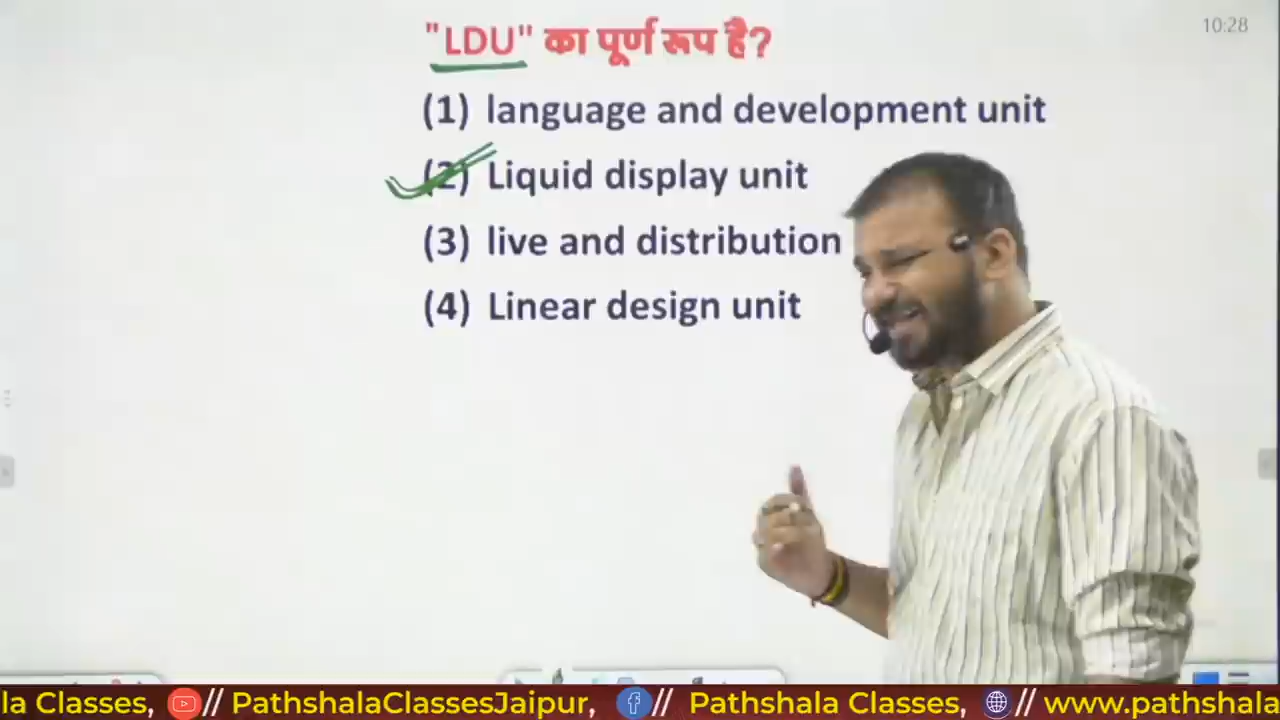 "LDU" का पूर्ण रूप है?
10:28
(1) language and development unit
(2) Liquid display unit
(3) live and distribution
(4) Linear design unit
la Classes, // PathshalaClassesJaipur, // Pathshala Classes, // www.pathshala